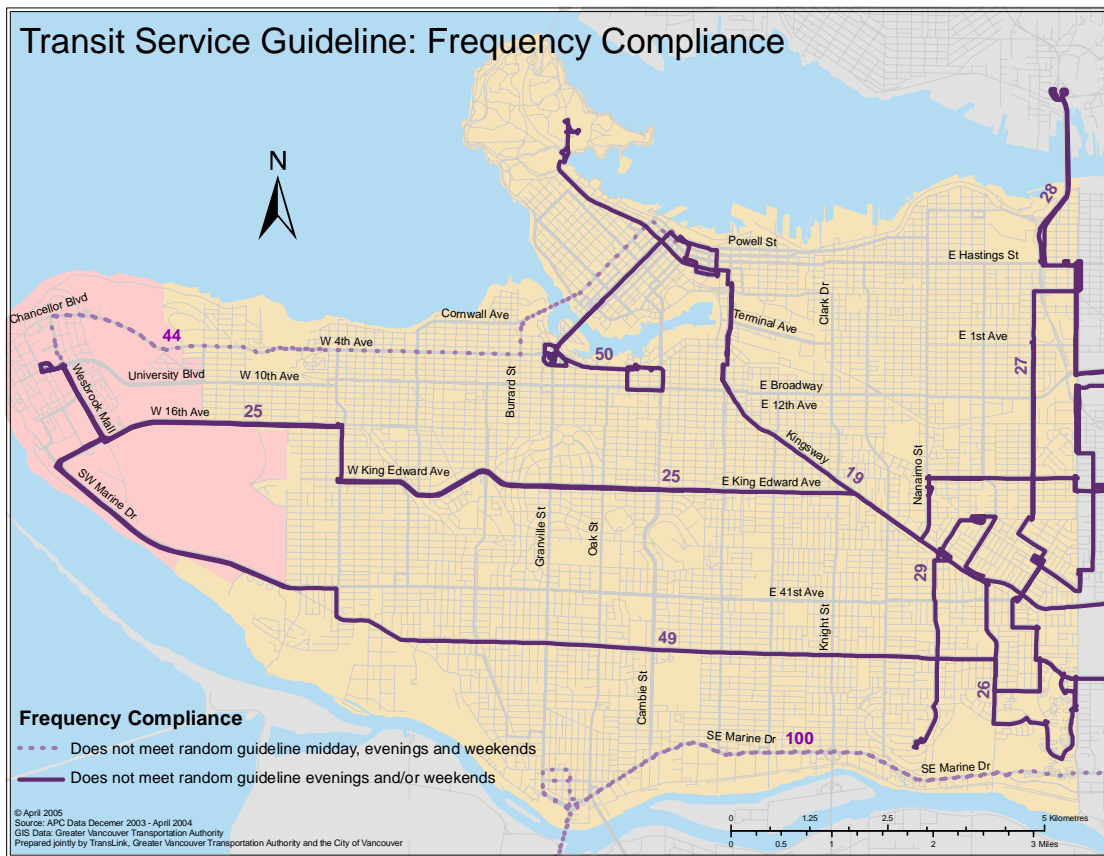 Transit Service Guideline: Frequency Compliance
N
28
Powell St
E Hastings St
Chancellor Blvd
Cornwall Ave
Terminal Ave
Clark Dr
44
W 4th Ave
50
E 1st Ave
27
University Blvd
W 10th Ave
Burrard St
E Broadway
Wesbrook Mall
W 16th Ave
25
E 12th Ave
Kingsway
W King Edward Ave
25
E King Edward Ave
19
Nanaimo St
SW Marine Dr
Granville St
Oak St
29
E 41st Ave
Knight St
49
26
Cambie St
Frequency Compliance
Does not meet random guideline midday, evenings and weekends
SE Marine Dr
100
Does not meet random guideline evenings and/or weekends
SE Marine Dr
© April 2005
Source: APC Data Decemer 2003 - April 2004
GIS Data: Greater Vancouver Transportation Authority
Prepared jointly by TransLink, Greater Vancouver Transportation Authority and the City of Vancouver
0 1.25 2.5 5 Kilometres
0 0.5 1 2 3 Miles